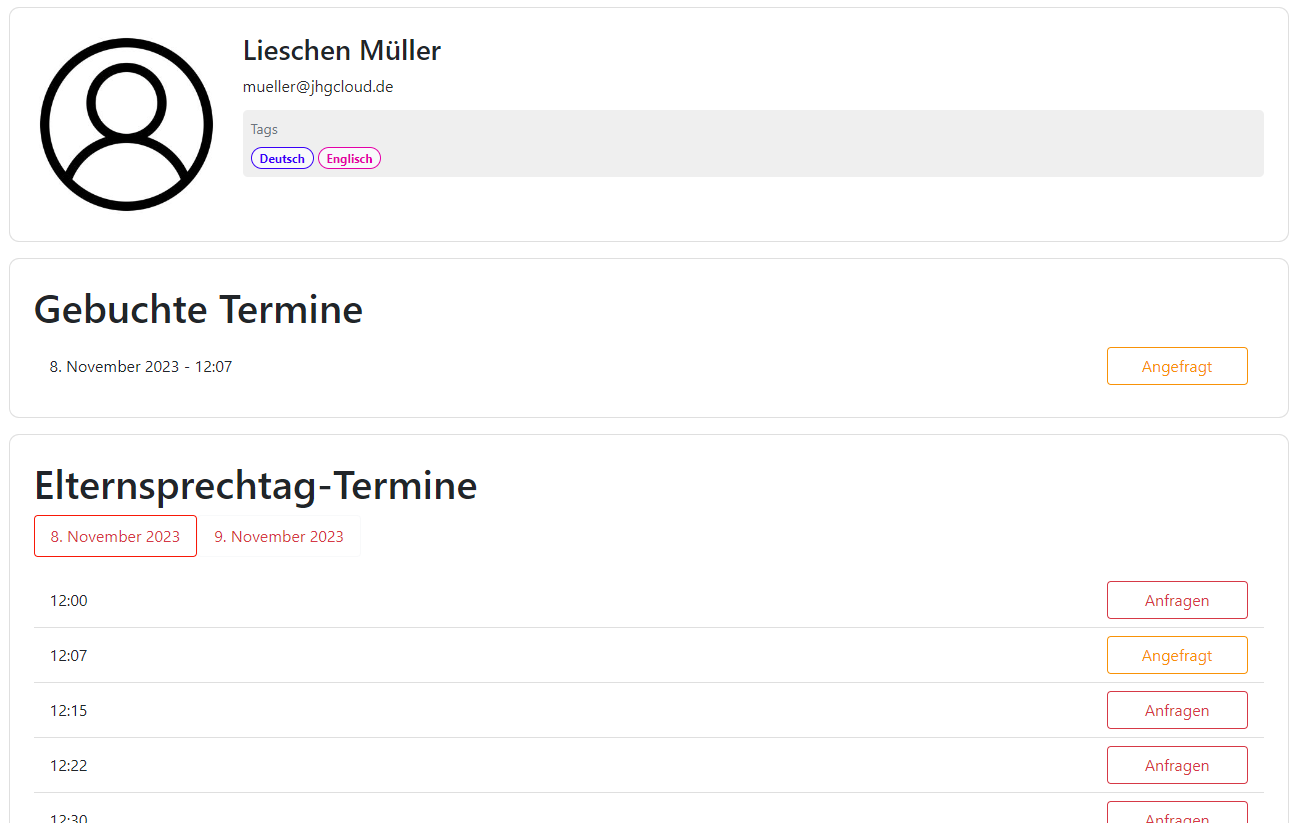 Lieschen Müller
mueller@jhgcloud.de
Tags
Deutsch Englisch
Gebuchte Termine
8. November 2023 - 12:07 Angefragt
Elternsprechtag-Termine
8. November 2023 9. November 2023
12:00 Anfragen
12:07 Angefragt
12:15 Anfragen
12:22 Anfragen
12:30 Anfragen